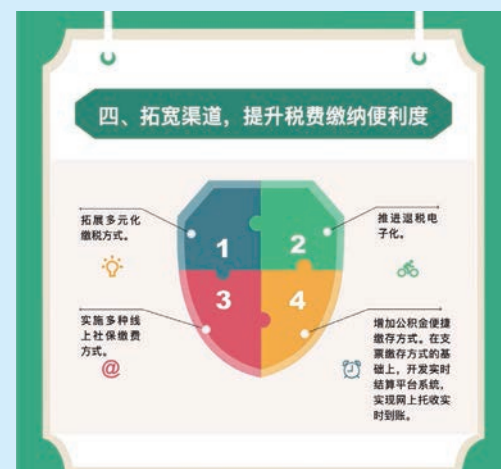 四、拓宽渠道，提升税费缴纳便利度
拓展多元化
缴税方式。
1
2
推进退税电
子化。
实施多种线
上社保缴费
方式。
@
3
4
增加公积金便捷
缴存方式。在支
票缴存方式的基
础上，开发实时
结算平台系统，
实现网上托收实
时到账。